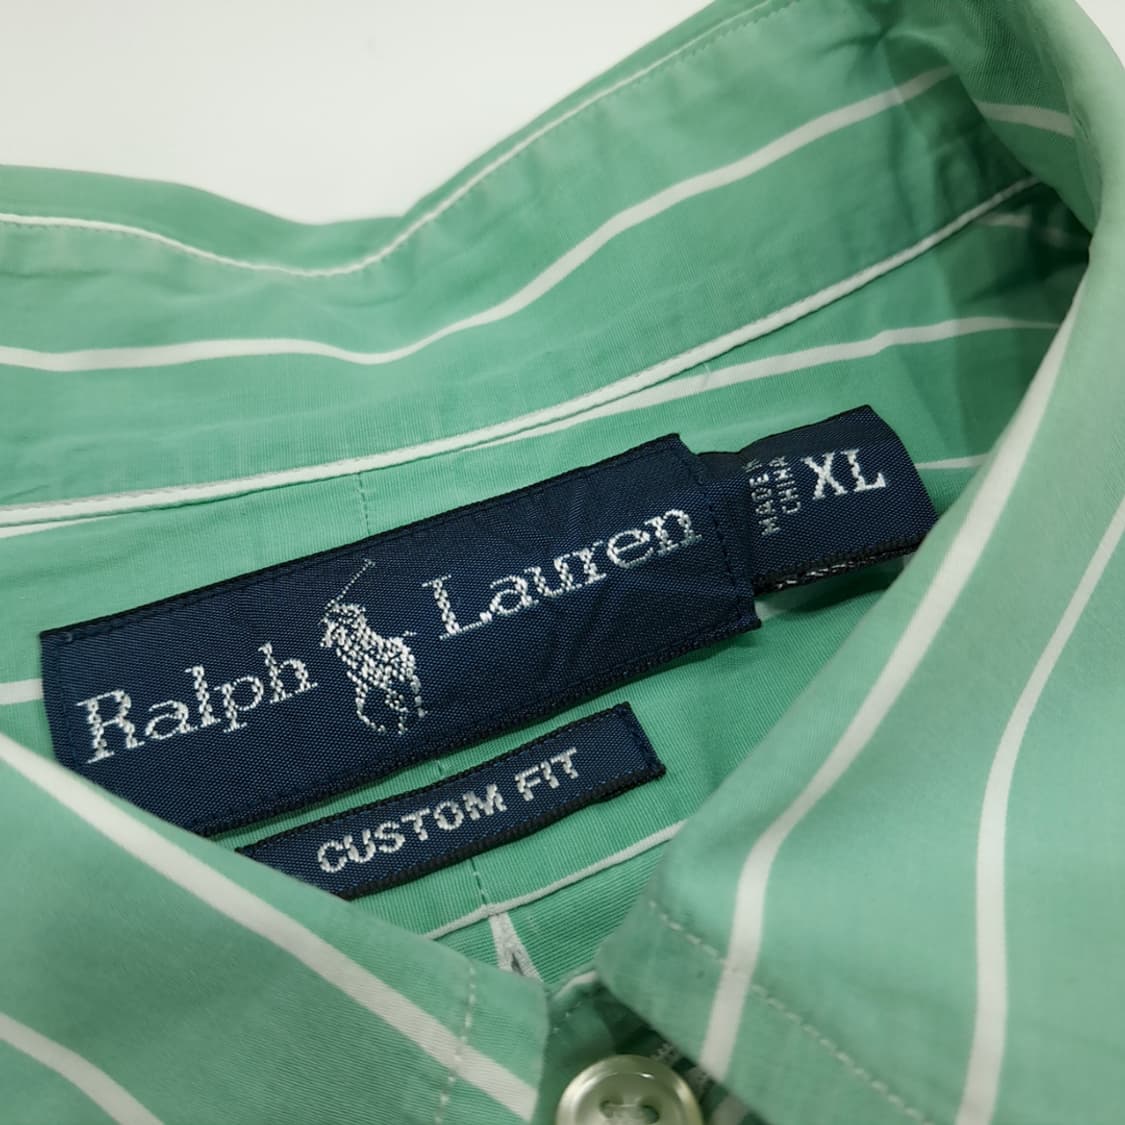 Ralph Lauren
MADE IN
CHINA
XL
CUSTOM FIT